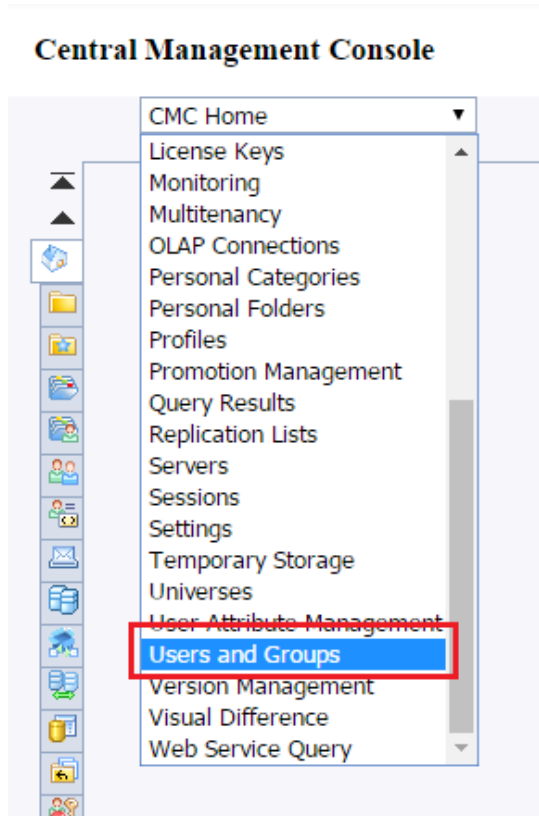 Central Management Console
CMC Home
License Keys
Monitoring
Multitenancy
OLAP Connections
Personal Categories
Personal Folders
Profiles
Promotion Management
Query Results
Replication Lists
Servers
Sessions
Settings
Temporary Storage
Universes
User Attribute Management
Users and Groups
Version Management
Visual Difference
Web Service Query